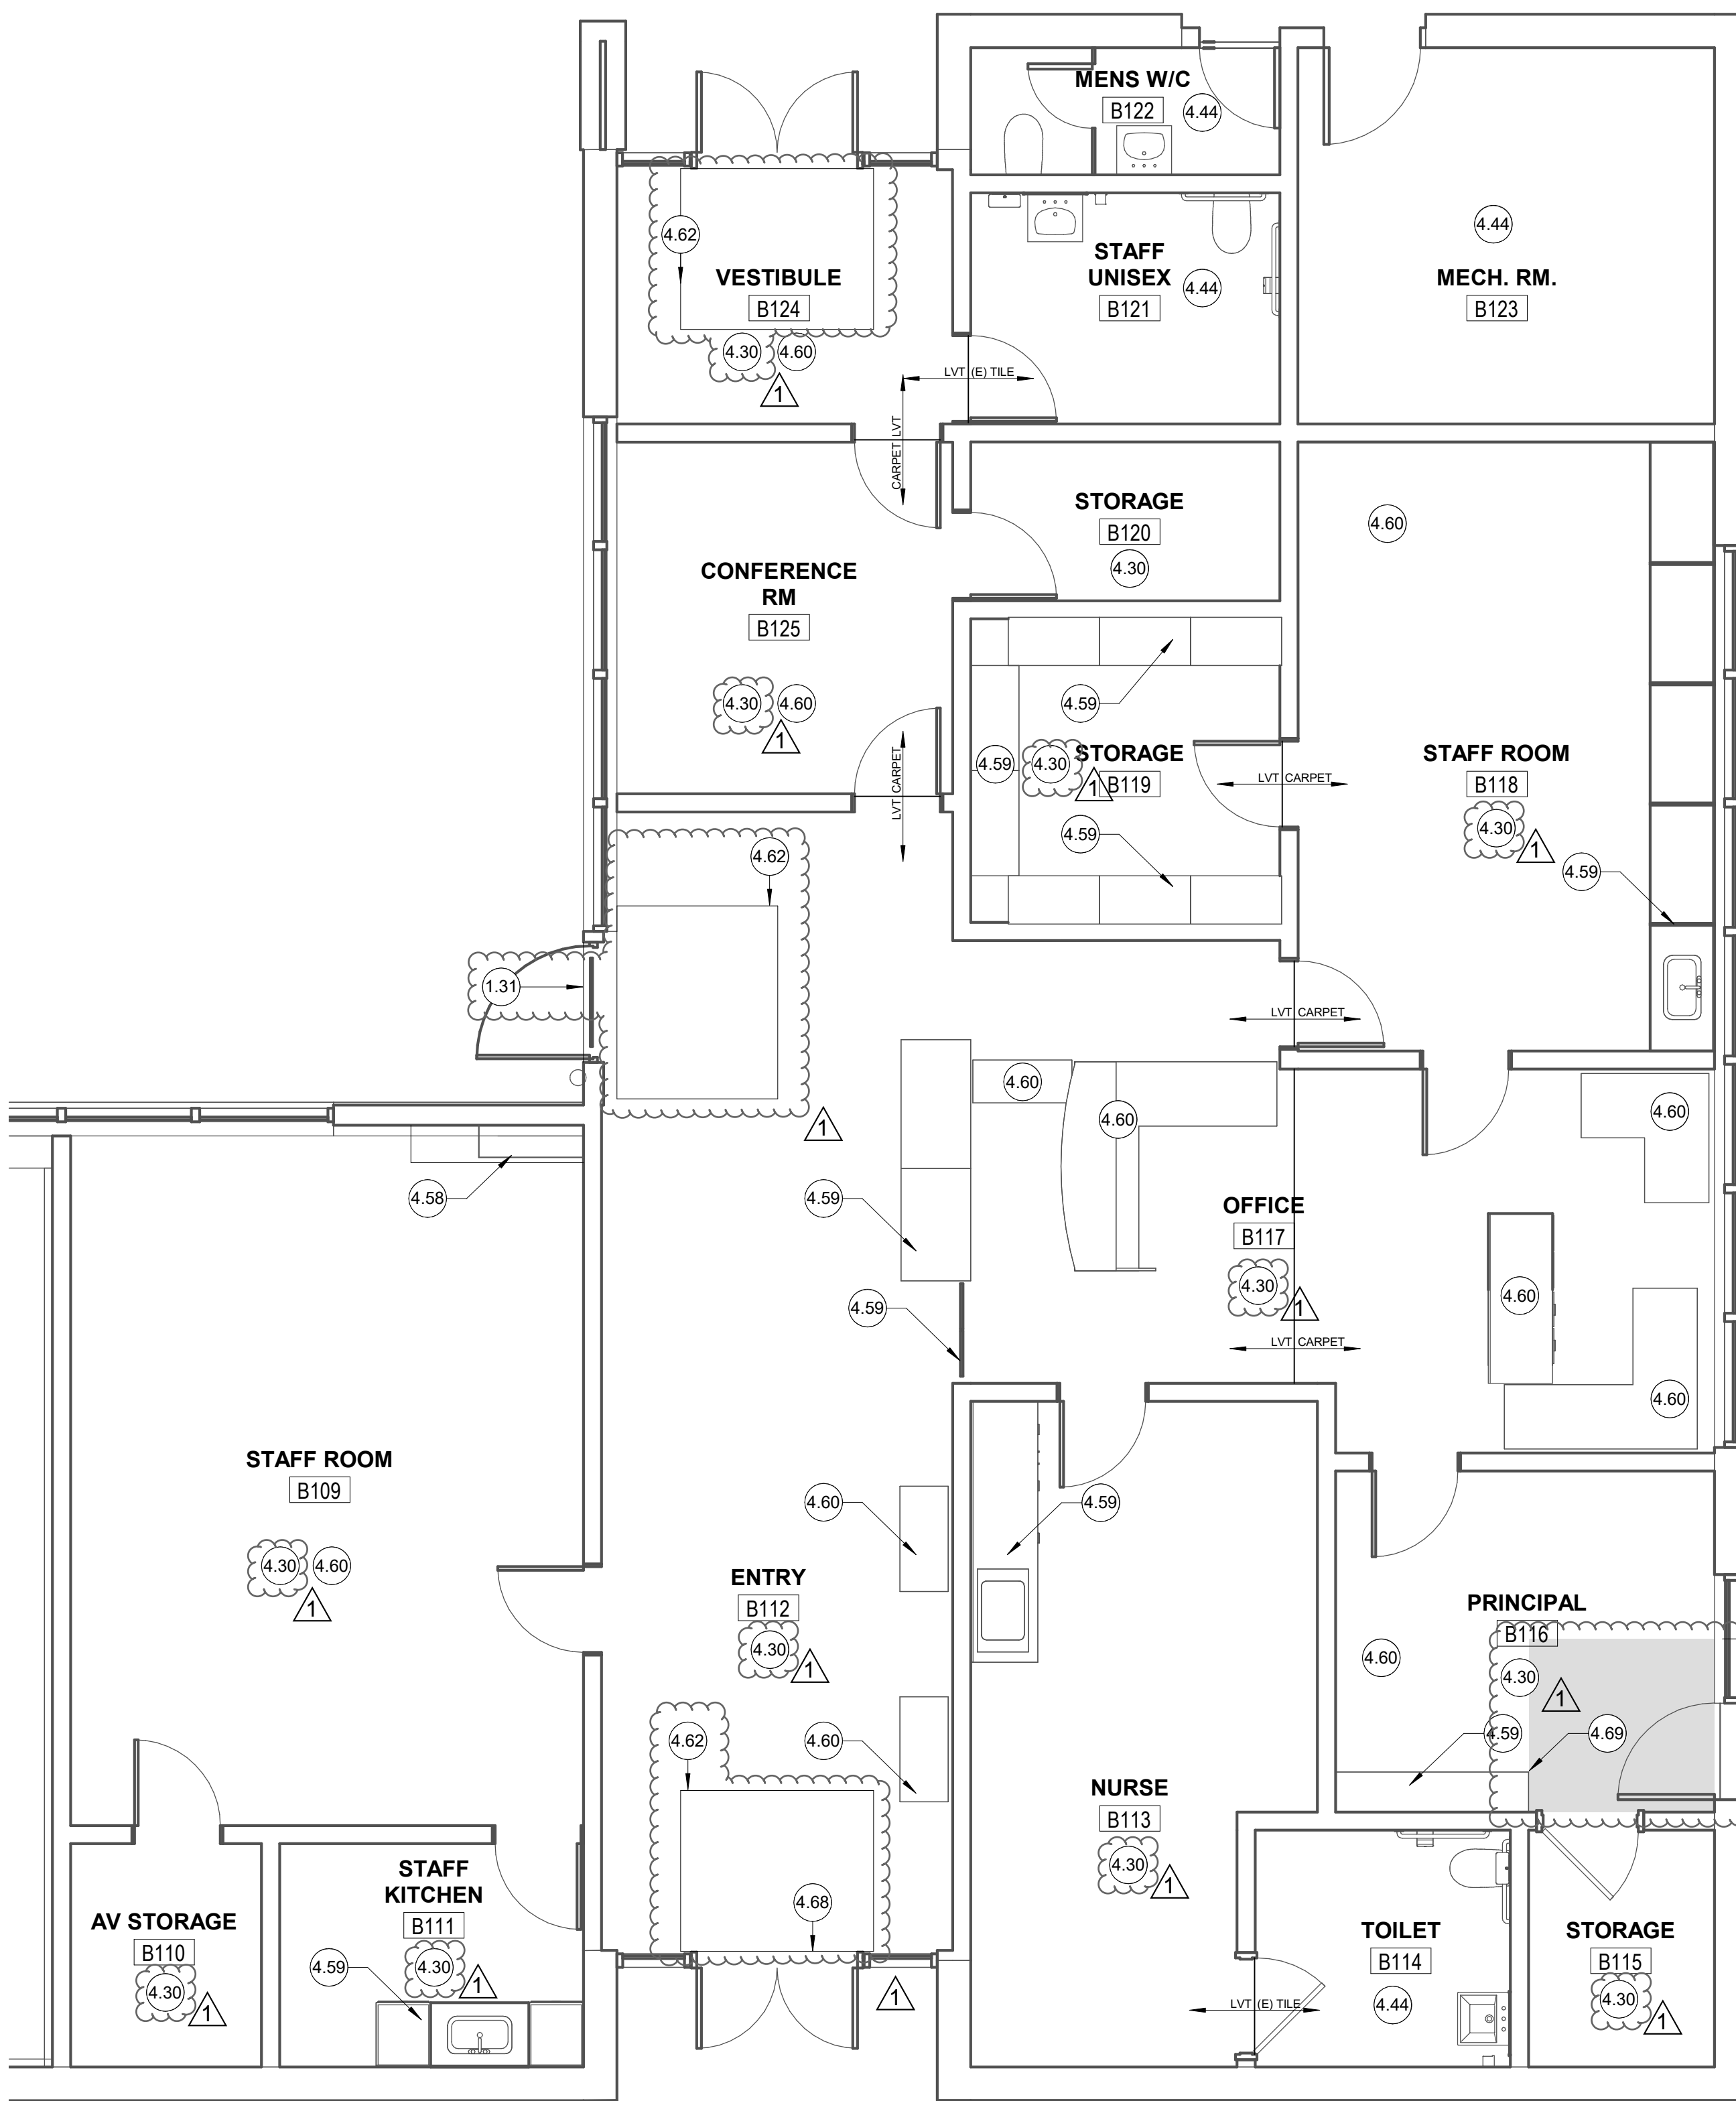 MENS W/C
B122
4.44
4.44
MECH. RM.
B123
4.62
VESTIBULE
B124
4.30
4.60
1
STAFF
UNISEX
B121
4.44
LVT (E) TILE
CARPET LVT
STORAGE
B120
4.30
4.60
CONFERENCE
RM
B125
4.30
4.60
1
4.59
4.59
4.30
STORAGE
1
B119
4.59
LVT CARPET
LVT CARPET
STAFF ROOM
B118
4.30
1
4.59
4.62
1.31
LVT CARPET
1
4.60
4.60
4.60
4.58
4.59
OFFICE
B117
4.30
1
4.59
4.60
LVT CARPET
4.60
STAFF ROOM
B109
4.30
4.60
1
4.60
4.59
ENTRY
B112
4.30
1
PRINCIPAL
B116
4.60
4.30
1
4.59
4.69
4.62
4.60
NURSE
B113
4.30
1
4.68
1
AV STORAGE
B110
4.30
1
STAFF
KITCHEN
B111
4.30
1
4.59
LVT (E) TILE
TOILET
B114
4.44
STORAGE
B115
4.30
1